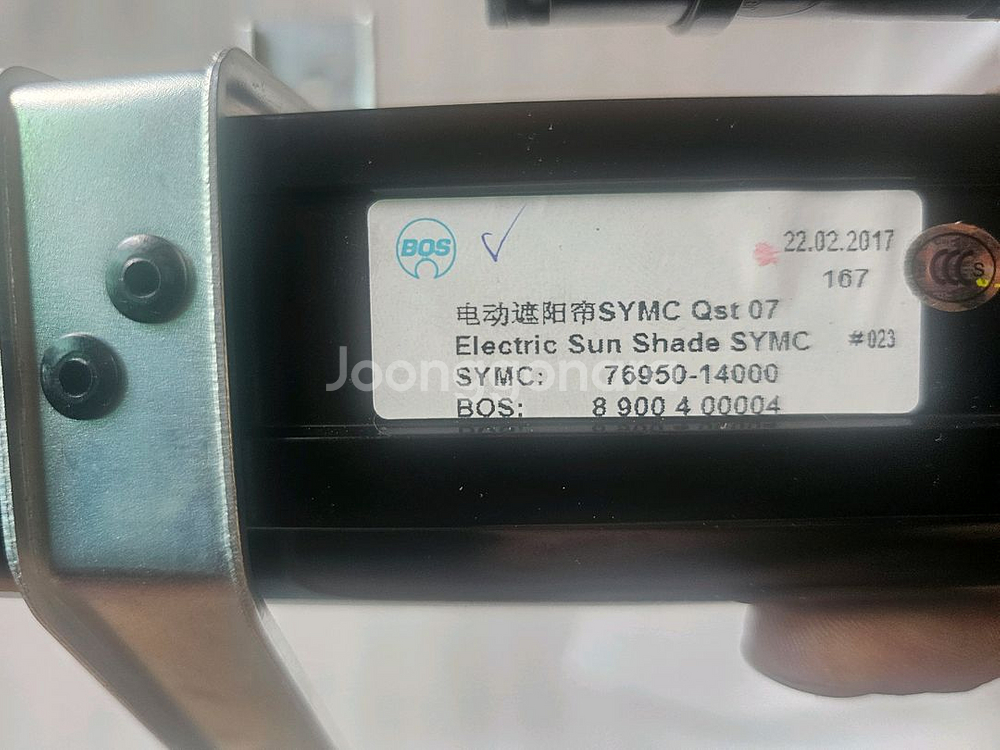 BOS
22.02.2017
167
电动遮阳帘SYMC Qst 07
Electric Sun Shade SYMC #023
SYMC: 76950-14000
BOS: 8 900 4 00004
CCC S